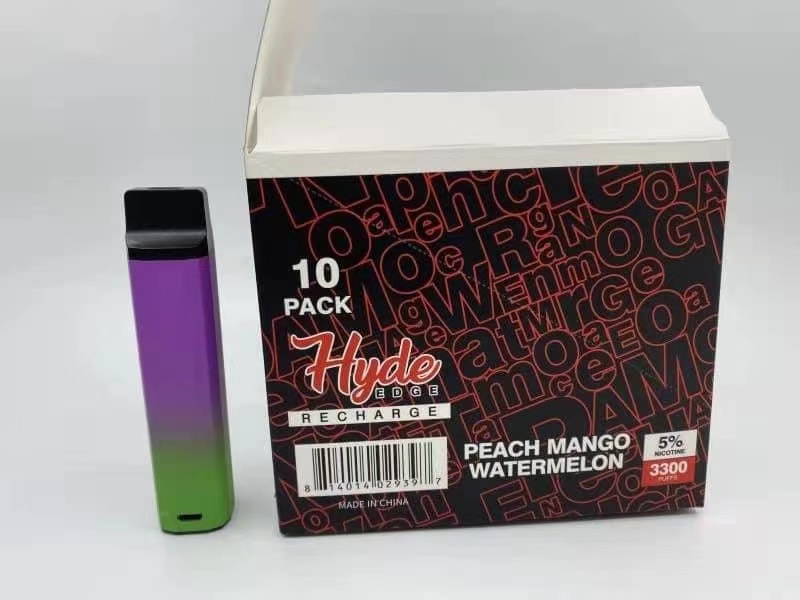 10
PACK
Hyde
EDGE
RECHARGE
8 14014 02939 7
MADE IN CHINA
PEACH MANGO
WATERMELON
5%
NICOTINE
3300
PUFFS